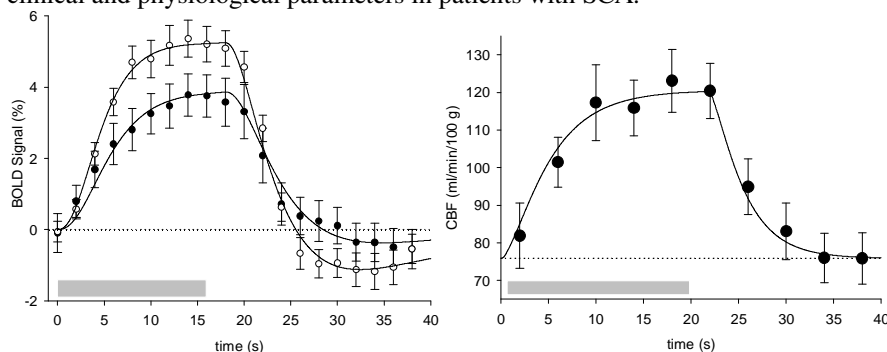 clinical and physiological parameters in patients with SCA.
6
4
2
0
-2
BOLD Signal (%)
0 5 10 15 20 25 30 35 40
time (s)
130
120
110
100
90
80
70
CBF (ml/min/100 g)
0 5 10 15 20 25 30 35 40
time (s)